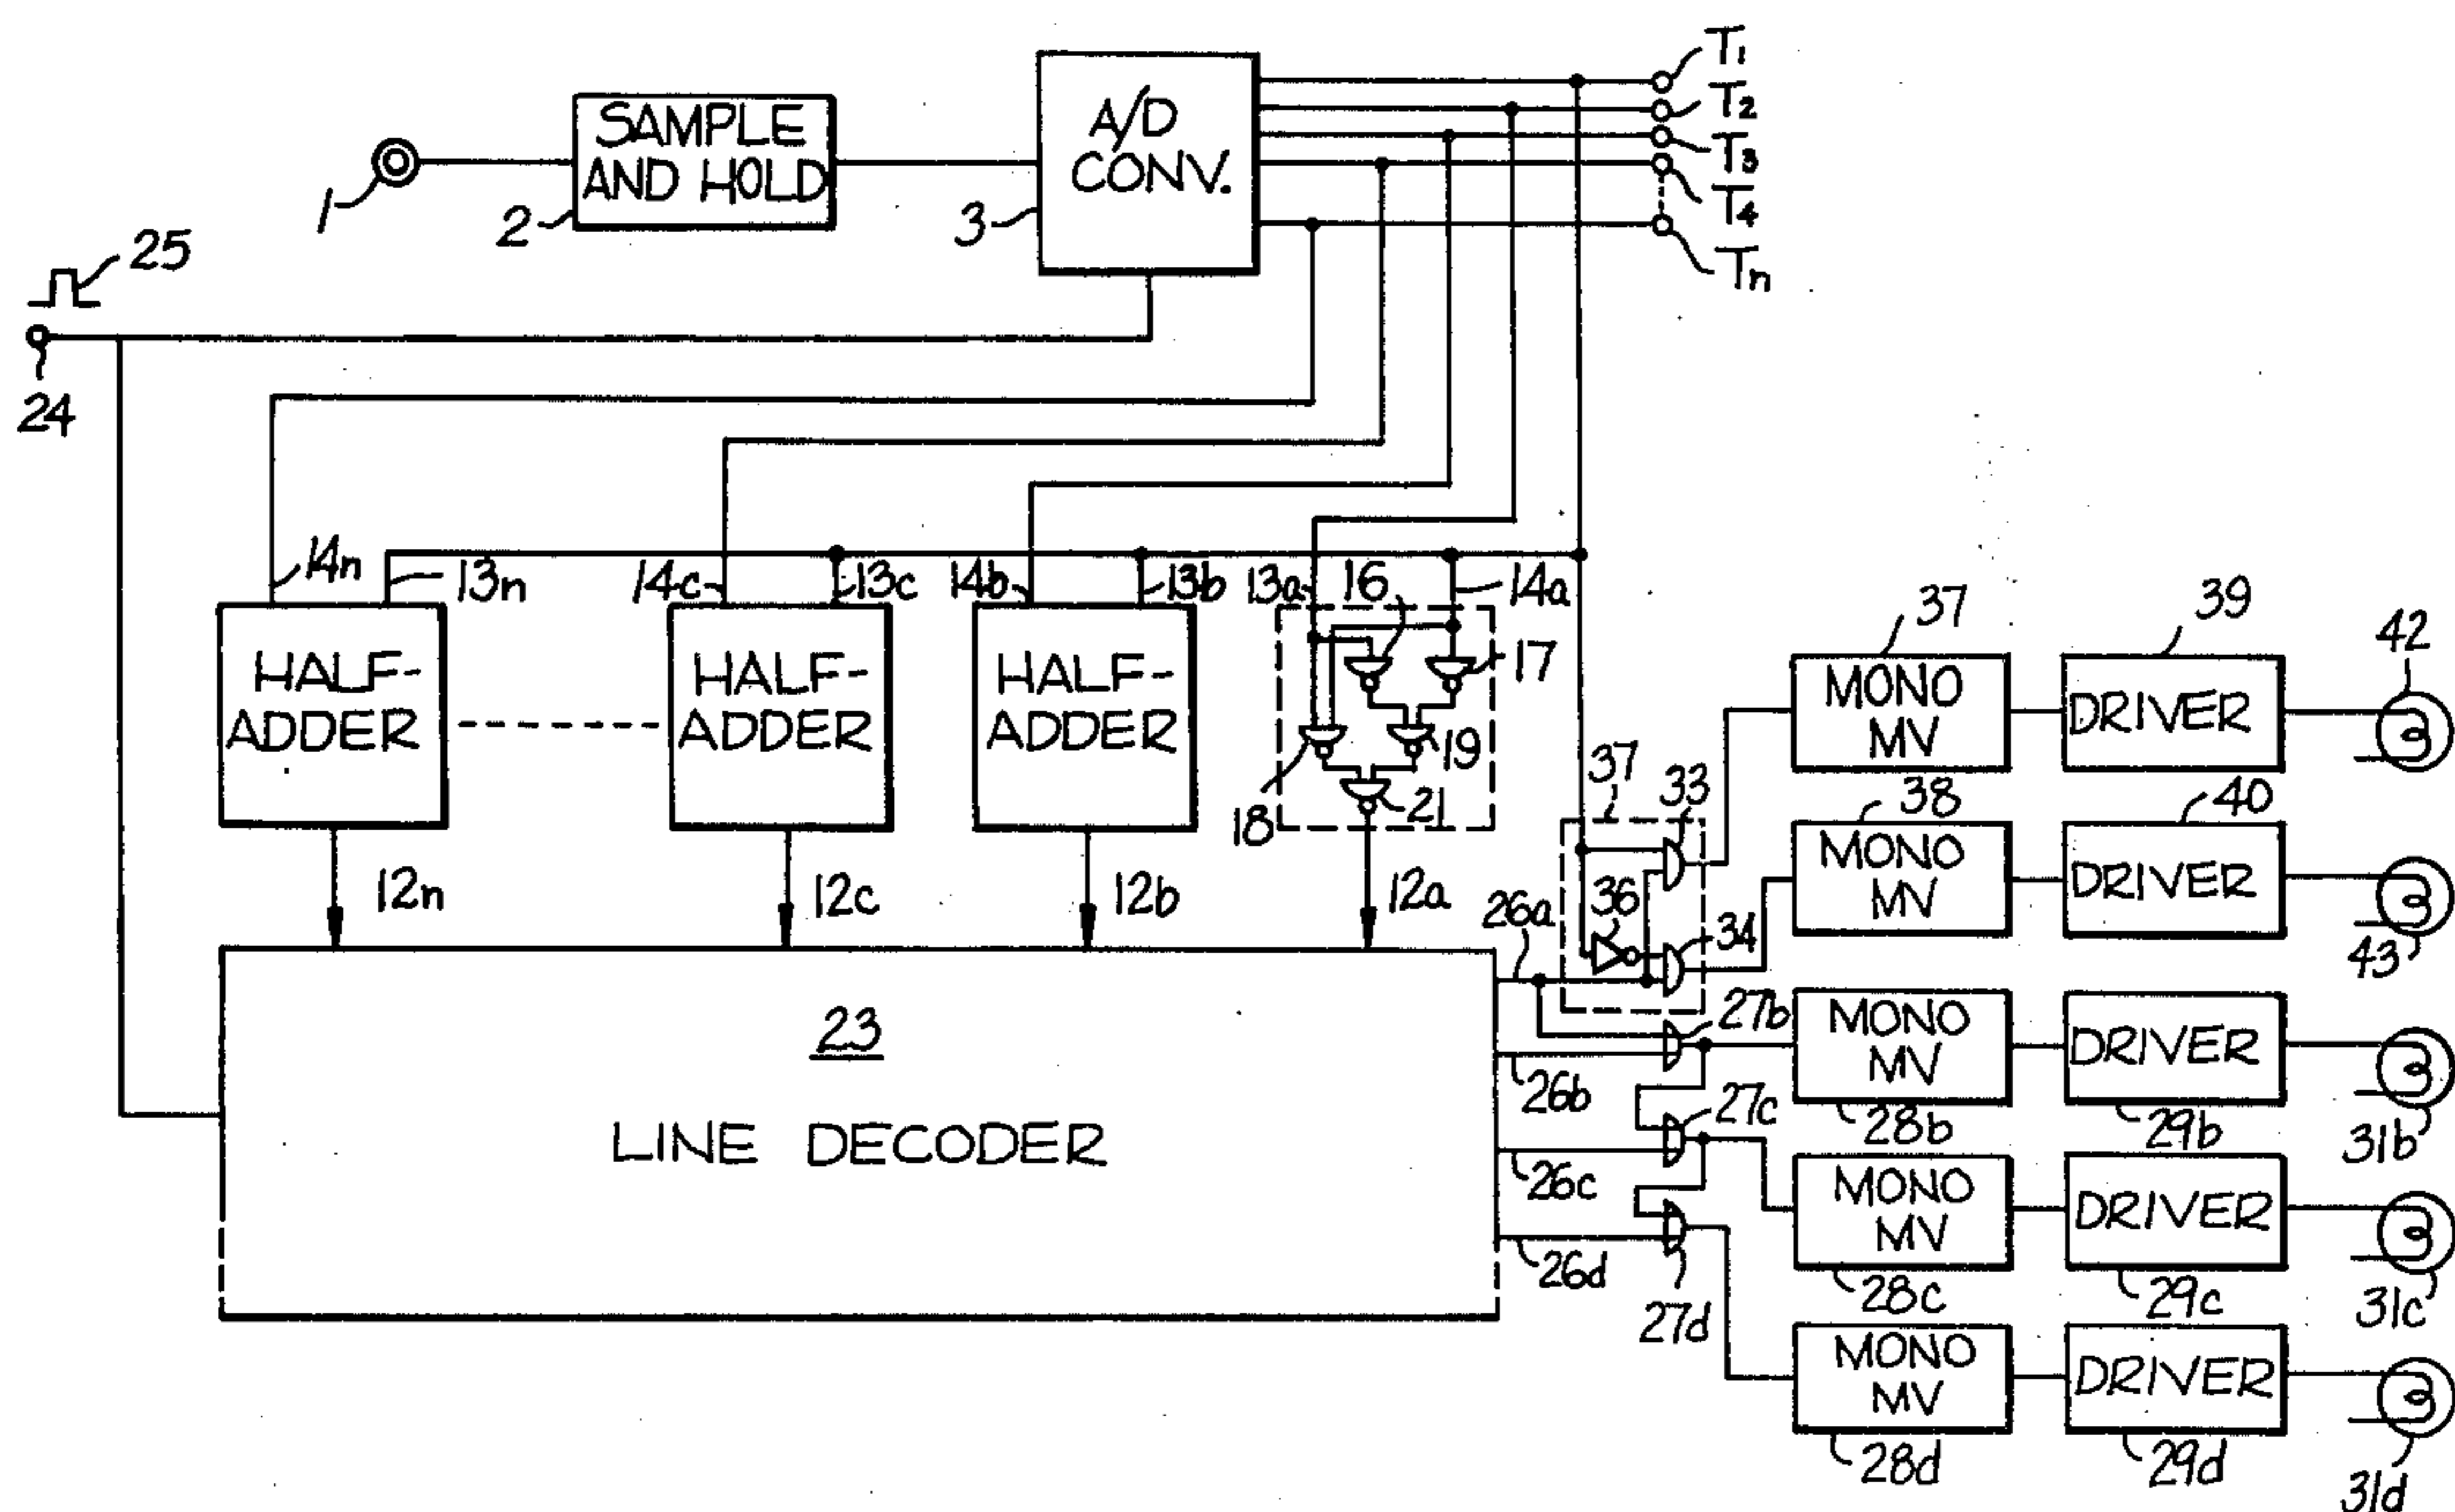 T1
T2
T3
T4
Tn
SAMPLE
AND HOLD
A/D
CONV.
1
2
3
25
24
14n
13n
14c
13c
14b
13b
13a
16
14a
17
HALF-
ADDER
HALF-
ADDER
HALF-
ADDER
18
19
21
37
39
42
MONO
MV
DRIVER
37
33
38
40
MONO
MV
DRIVER
43
12n
12c
12b
12a
26a
36
34
23
LINE DECODER
27b
MONO
MV
DRIVER
26b
28b
29b
31b
27c
26c
MONO
MV
DRIVER
28c
29c
31c
26d
27d
MONO
MV
DRIVER
28d
29d
31d